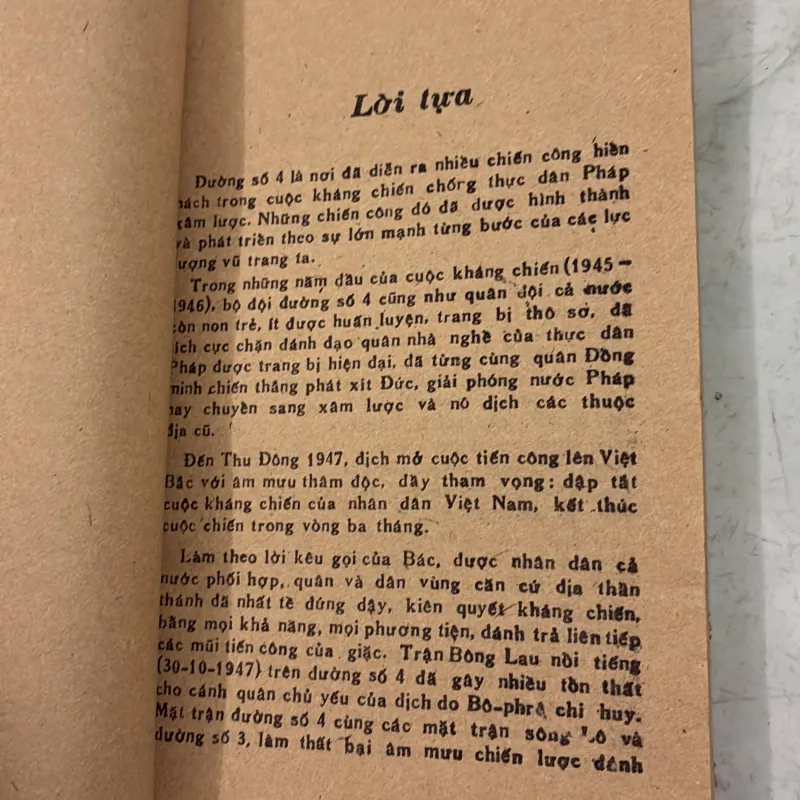 Lời tựa
Đường số 4 là nơi đã diễn ra nhiều chiến công hiển
hách trong cuộc kháng chiến chống thực dân Pháp
xâm lược. Những chiến công đó đã được hình thành
và phát triển theo sự lớn mạnh từng bước của các lực
lượng vũ trang ta.
Trong những năm đầu của cuộc kháng chiến (1945 –
1946), bộ đội đường số 4 cũng như quân đội cả nước
còn non trẻ, ít được huấn luyện, trang bị thô sơ, đã
tích cực chặn đánh đạo quân nhà nghề của thực dân
Pháp được trang bị hiện đại, đã từng cùng quân Đồng
minh chiến thắng phát xít Đức, giải phóng nước Pháp
nay chuyển sang xâm lược và nô dịch các thuộc
địa cũ.
Đến Thu Đông 1947, địch mở cuộc tiến công lên Việt
Bắc với âm mưu thâm độc, đầy tham vọng: dập tắt
cuộc kháng chiến của nhân dân Việt Nam, kết thúc
cuộc chiến trong vòng ba tháng.
Làm theo lời kêu gọi của Bác, được nhân dân cả
nước phối hợp, quân và dân vùng căn cứ địa thần
thánh đã nhất tề đứng dậy, kiên quyết kháng chiến,
bằng mọi khả năng, mọi phương tiện, đánh trả liên tiếp
các mũi tiến công của giặc. Trận Bông Lau nổi tiếng
(30-10-1947) trên đường số 4 đã gây nhiều tổn thất
cho cánh quân chủ yếu của địch do Bô-phrê chỉ huy.
Mặt trận đường số 4 cùng các mặt trận sông Lô và
đường số 3, làm thất bại âm mưu chiến lược đánh